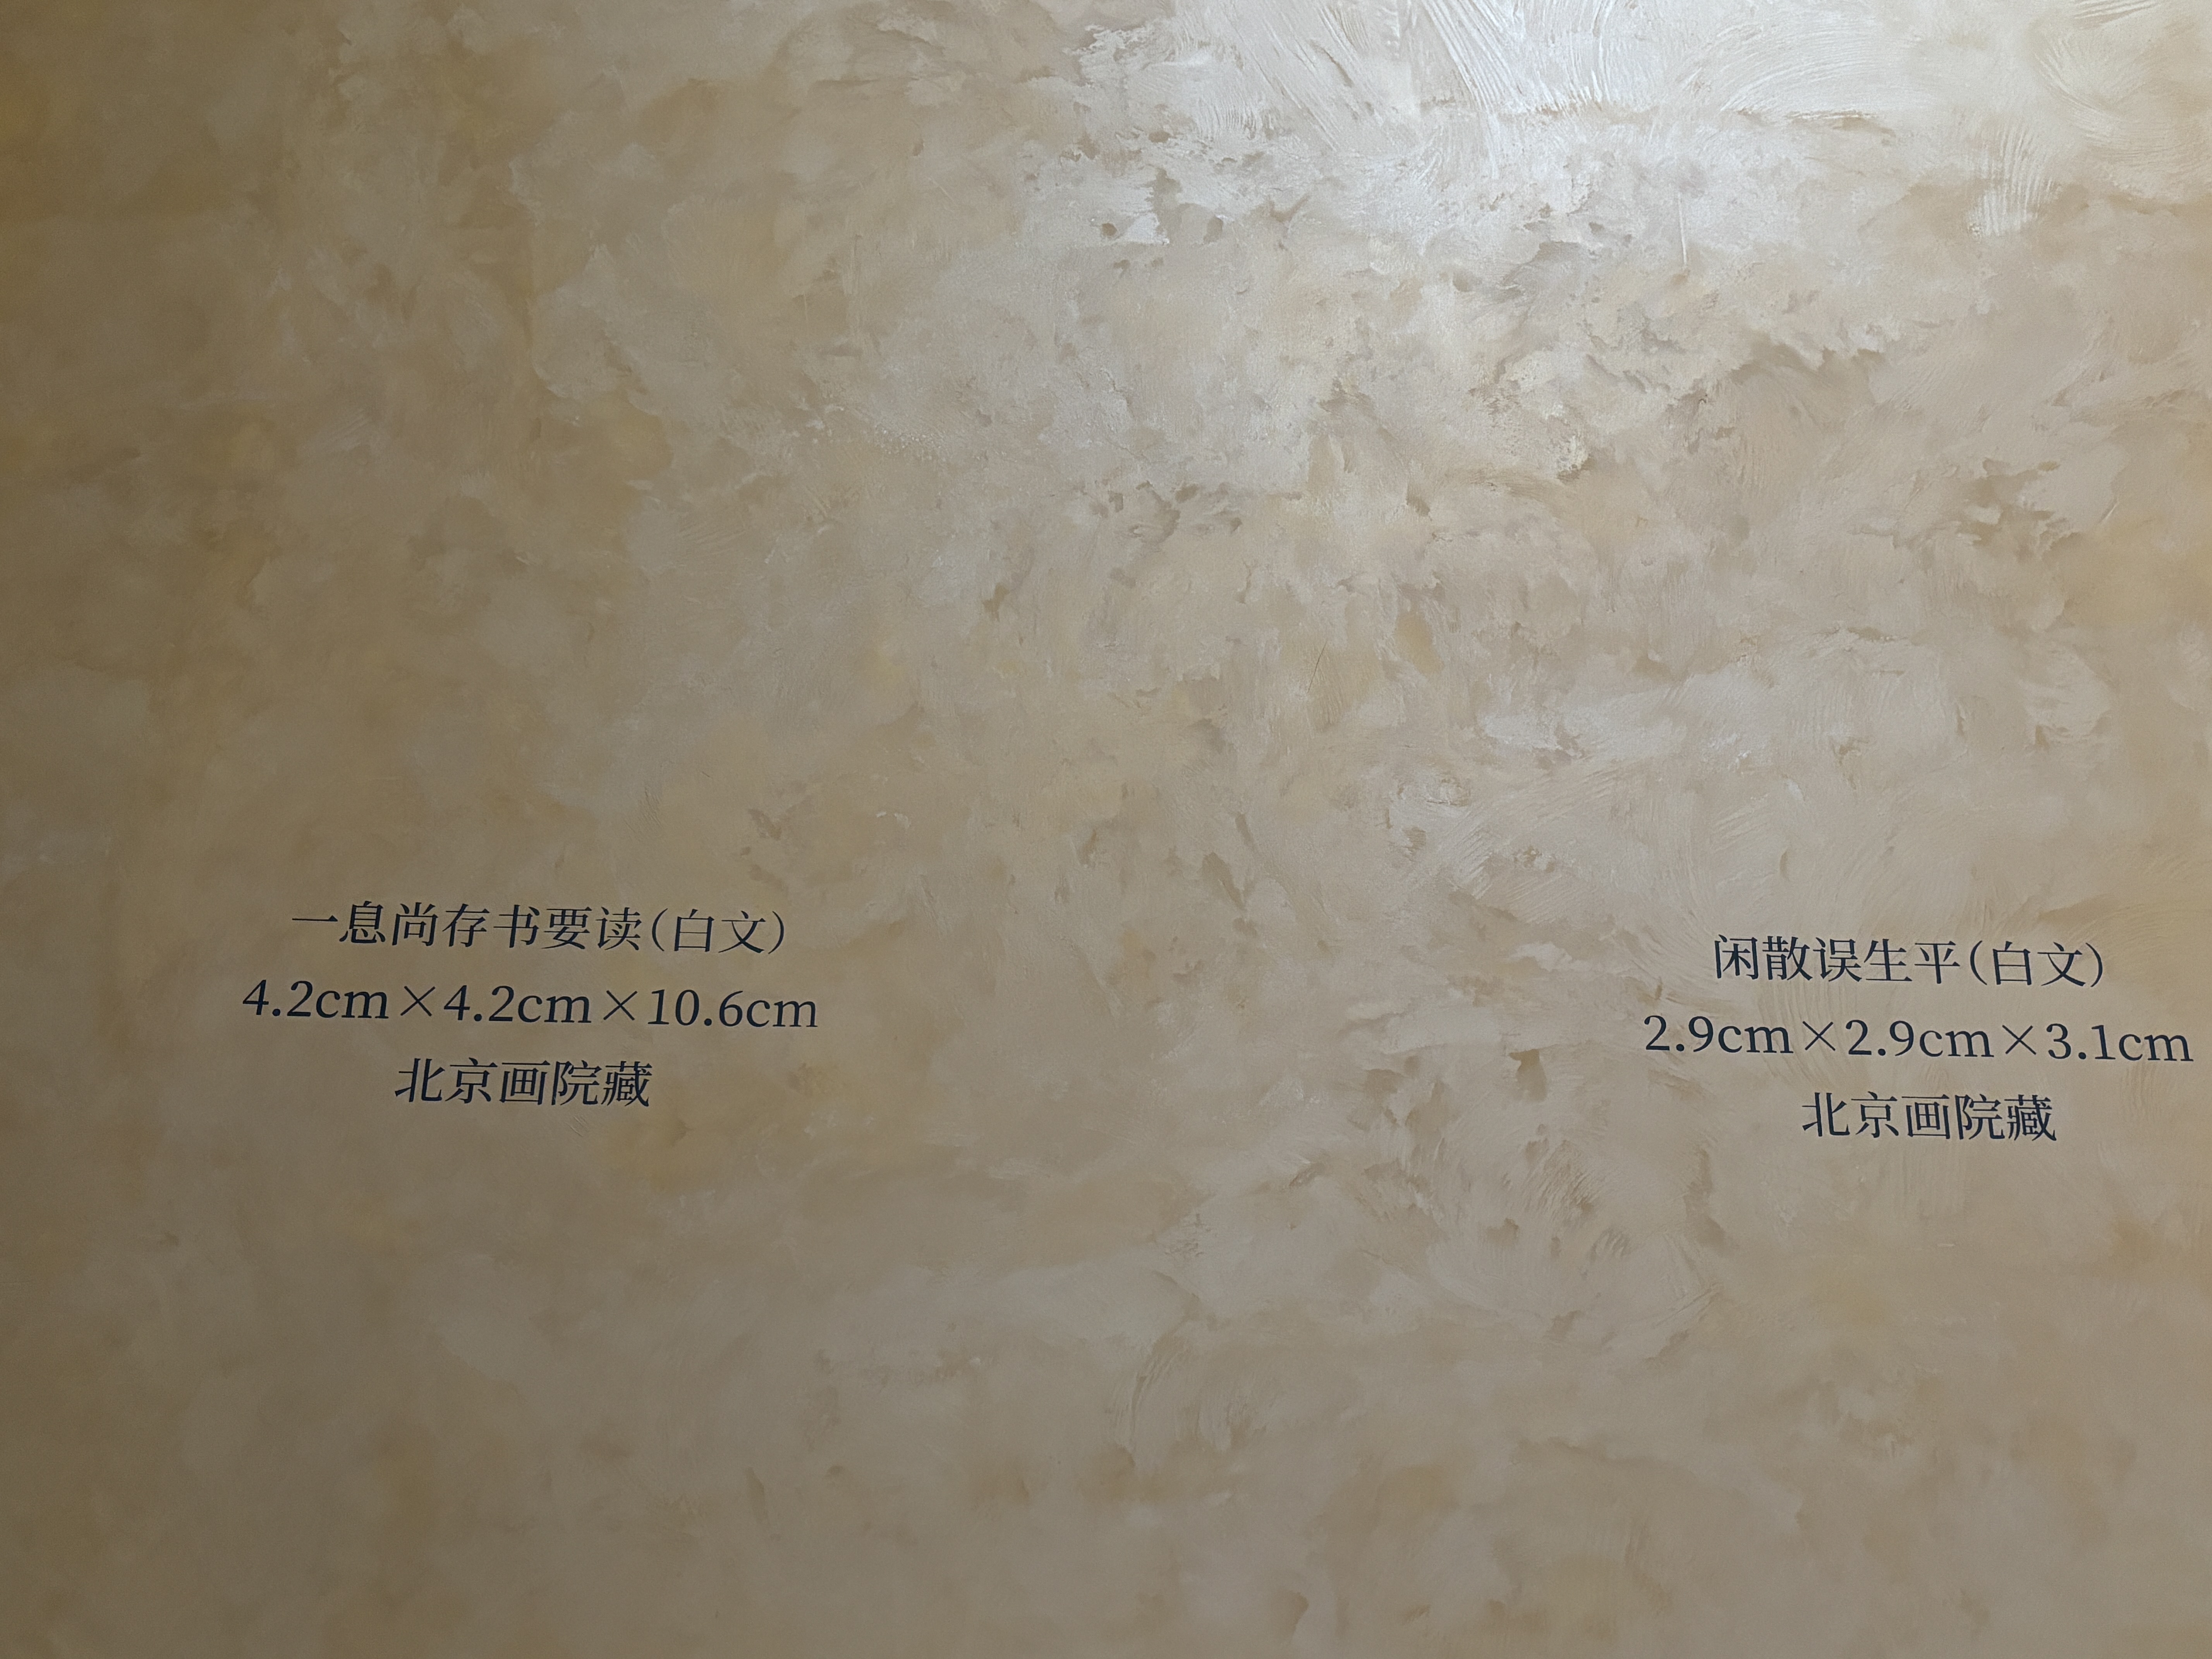 一息尚存书要读（白文）
4.2cm×4.2cm×10.6cm
北京画院藏
闲散误生平（白文）
2.9cm×2.9cm×3.1cm
北京画院藏